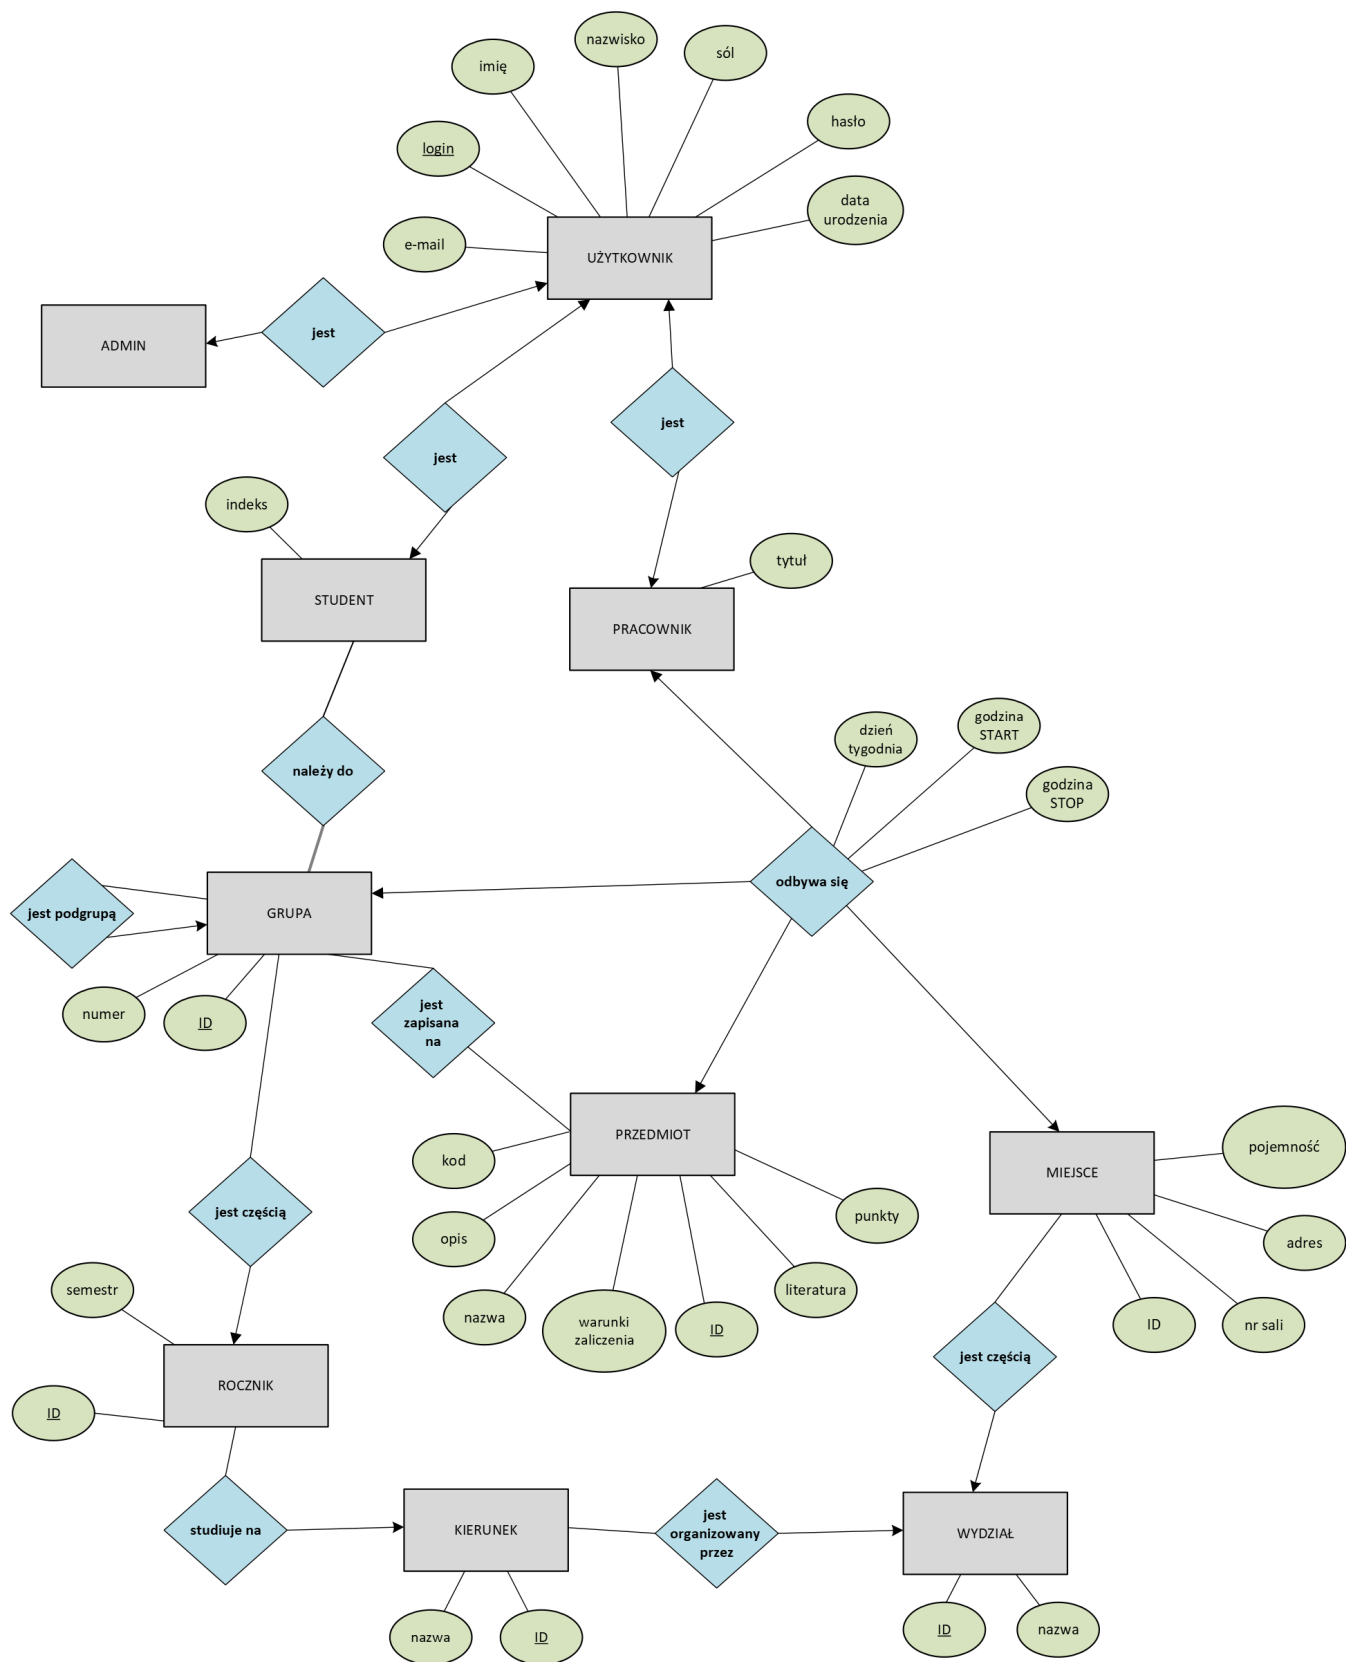 nazwisko
sól
imię
hasło
login
data
urodzenia
e-mail
UŻYTKOWNIK
jest
ADMIN
jest
jest
indeks
tytuł
STUDENT
PRACOWNIK
godzina
START
dzień
tygodnia
należy do
godzina
STOP
odbywa się
jest podgrupą
GRUPA
numer
ID
jest
zapisana
na
PRZEDMIOT
pojemność
kod
MIEJSCE
jest częścią
punkty
opis
adres
semestr
literatura
nazwa
warunki
zaliczenia
ID
ID
nr sali
jest częścią
ROCZNIK
ID
studiuje na
KIERUNEK
jest
organizowany
przez
WYDZIAŁ
nazwa
ID
ID
nazwa